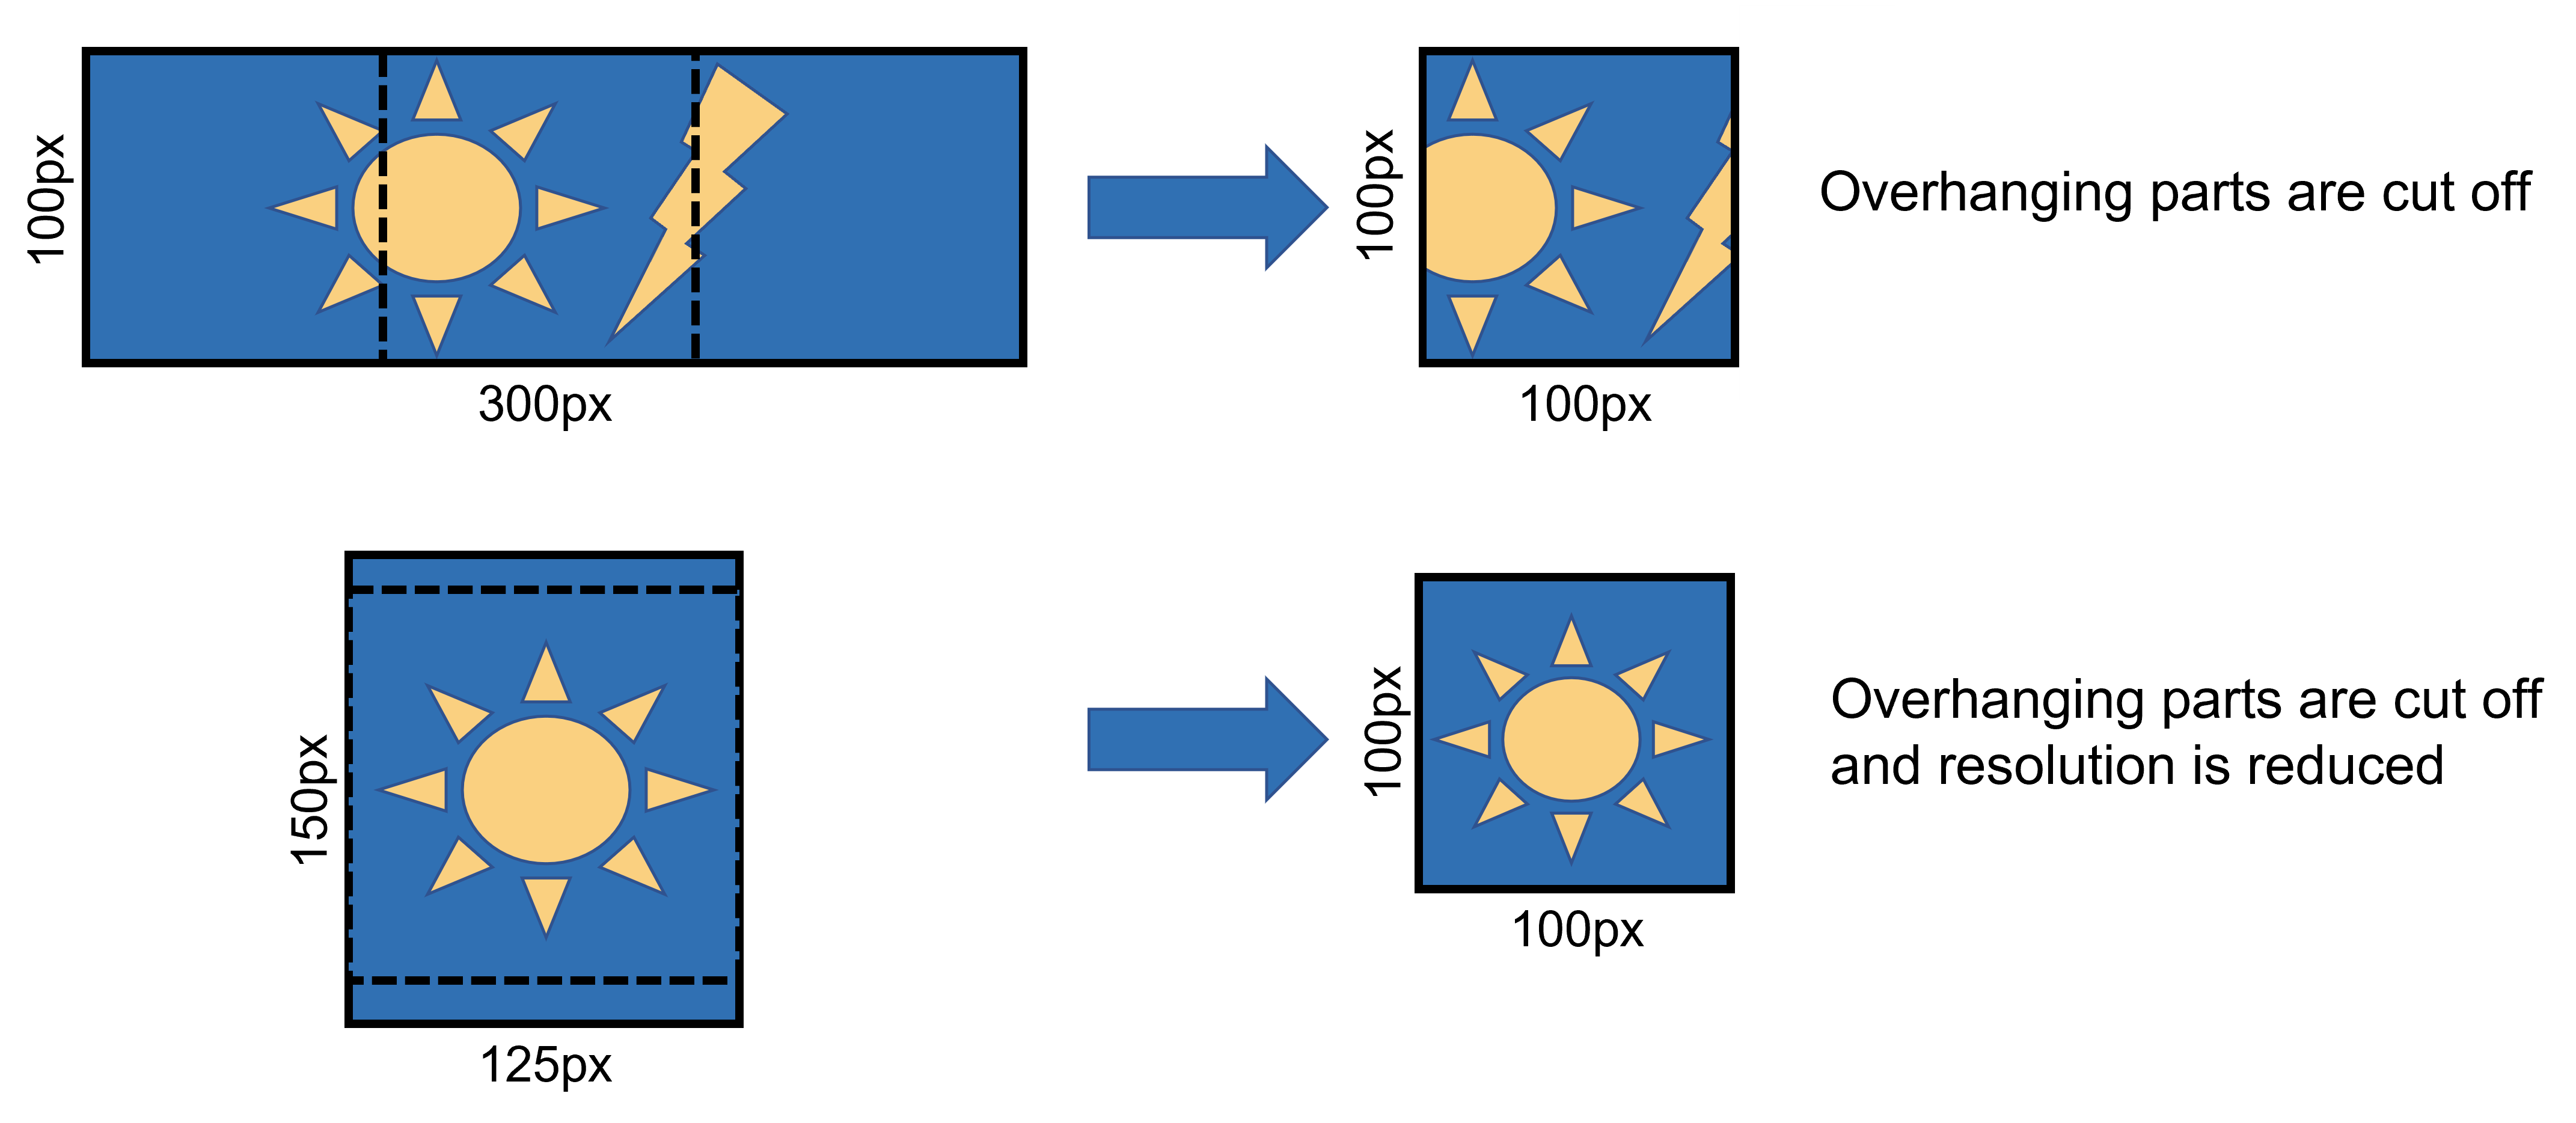 100px
300px
100px
100px
Overhanging parts are cut off
150px
125px
100px
100px
Overhanging parts are cut off
and resolution is reduced